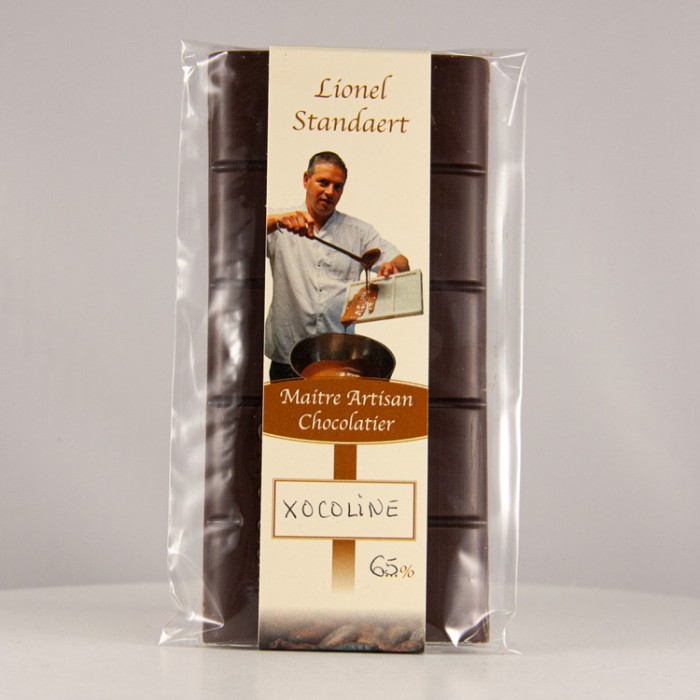 Lionel
Standaert
Maitre Artisan
Chocolatier
XOCOLINE
65%